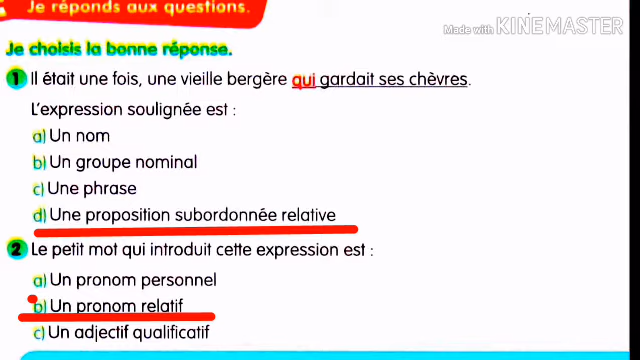 Je réponds aux questions.
Made with KINEMASTER
Je choisis la bonne réponse.
1 Il était une fois, une vieille bergère qui gardait ses chèvres.
L'expression soulignée est :
a) Un nom
b) Un groupe nominal
c) Une phrase
d) Une proposition subordonnée relative
2 Le petit mot qui introduit cette expression est :
a) Un pronom personnel
b) Un pronom relatif
c) Un adjectif qualificatif